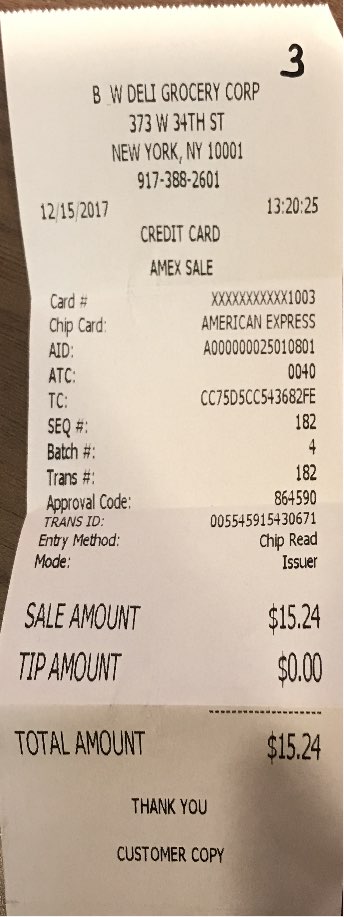 3
B W DELI GROCERY CORP
373 W 34TH ST
NEW YORK, NY 10001
917-388-2601
12/15/2017 13:20:25
CREDIT CARD
AMEX SALE
Card # XXXXXXXXXXX1003
Chip Card: AMERICAN EXPRESS
AID: A000000025010801
ATC: 0040
TC: CC75D5CC543682FE
SEQ #: 182
Batch #: 4
Trans #: 182
Approval Code: 864590
TRANS ID: 005545915430671
Entry Method: Chip Read
Mode: Issuer
SALE AMOUNT $15.24
TIP AMOUNT $0.00
TOTAL AMOUNT $15.24
THANK YOU
CUSTOMER COPY